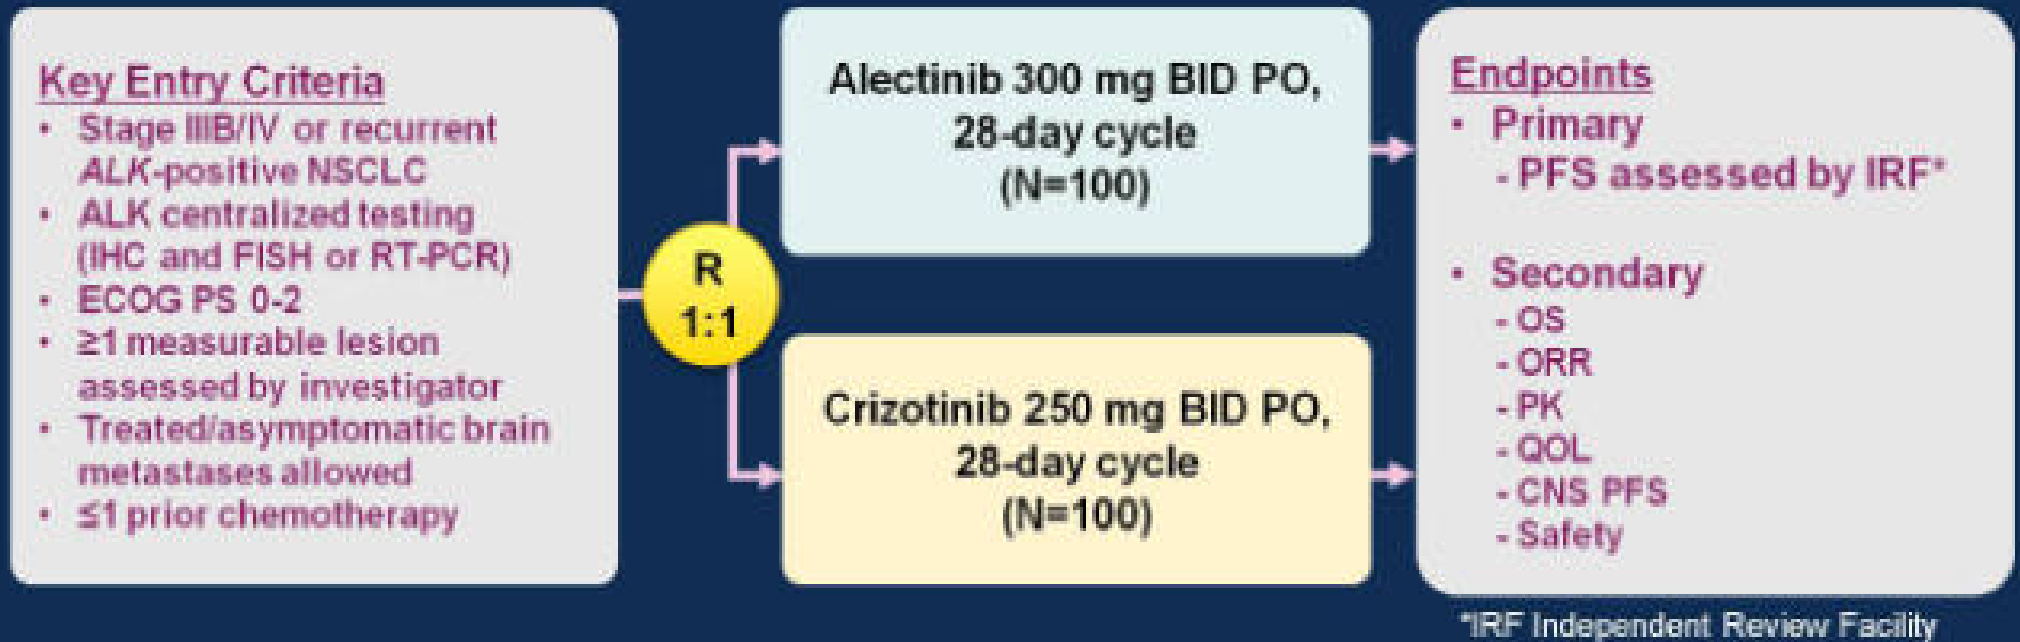 Key Entry Criteria
• Stage IIIB/IV or recurrent
ALK-positive NSCLC
• ALK centralized testing
(IHC and FISH or RT-PCR)
• ECOG PS 0-2
• ≥1 measurable lesion
assessed by investigator
• Treated/asymptomatic brain
metastases allowed
• ≤1 prior chemotherapy
R
1:1
Alectinib 300 mg BID PO,
28-day cycle
(N=100)
Crizotinib 250 mg BID PO,
28-day cycle
(N=100)
Endpoints
• Primary
- PFS assessed by IRF*
• Secondary
- OS
- ORR
- PK
- QOL
- CNS PFS
- Safety
*IRF Independent Review Facility